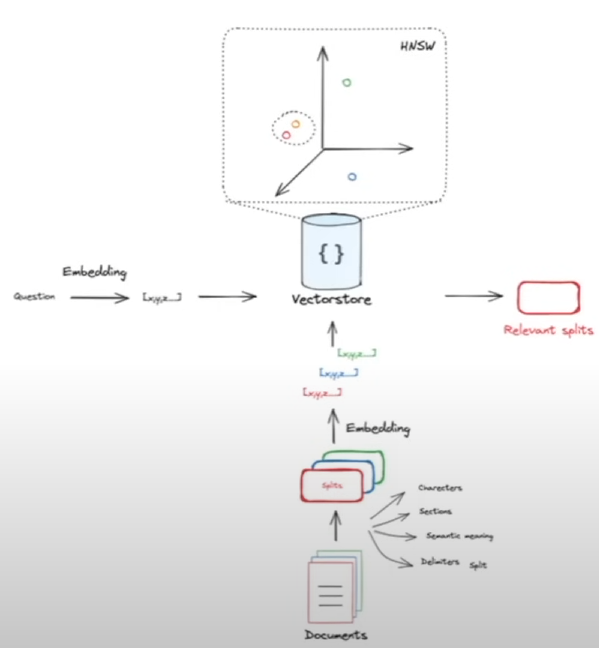 HNSW
{ }
Embedding
Question
[x,y,z...]
Vectorstore
Relevant splits
[x,y,z...]
[x,y,z...]
[x,y,z...]
Embedding
Splits
Characters
Sections
Semantic meaning
Delimiters Split
Documents